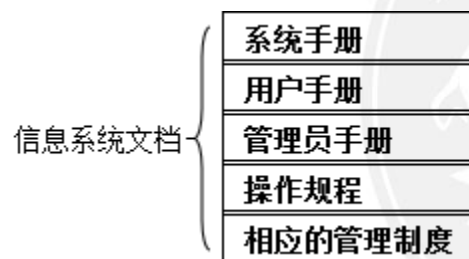 系统手册
用户手册
信息系统文档
管理员手册
操作规程
相应的管理制度